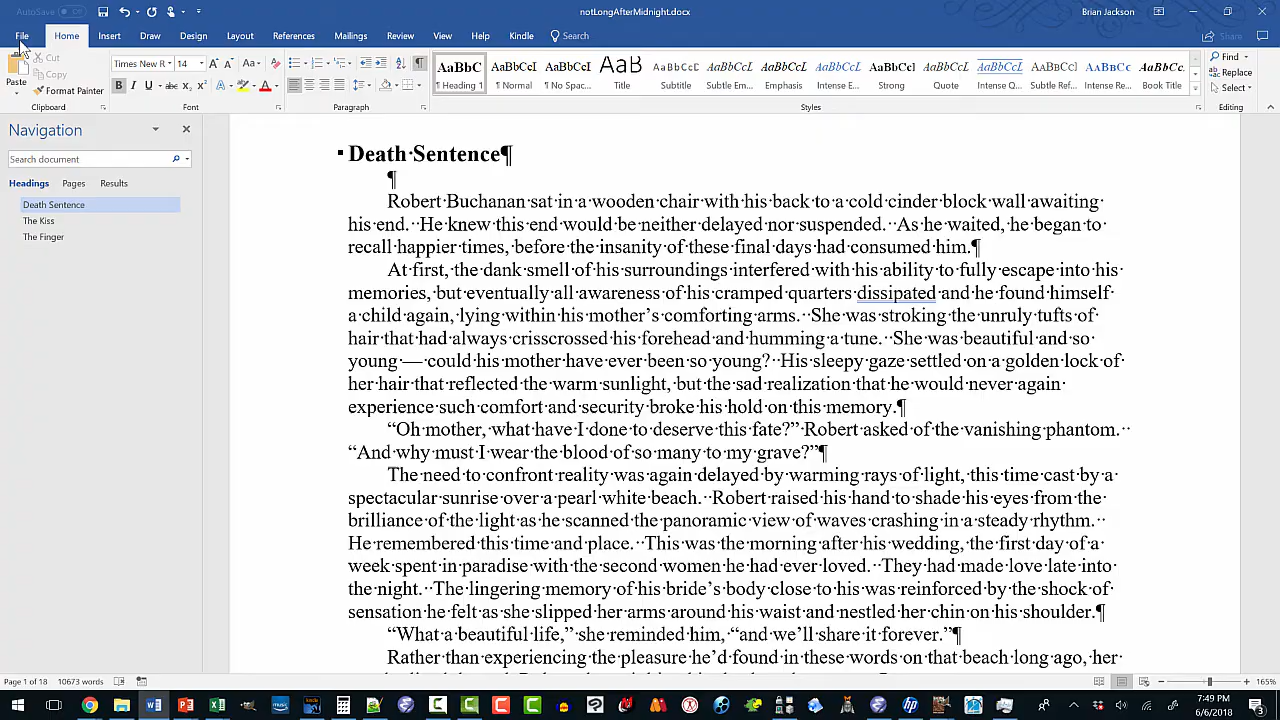 AutoSave Off
notLongAfterMidnight.docx
Brian Jackson
File Home Insert Draw Design Layout References Mailings Review View Help Kindle Search
Share
Paste
Cut
Copy
Format Painter
Clipboard
Times New R 14
Font
Paragraph
AaBbC AaBbCcI AaBbCcI AaB AaBbCcD AaBbCcL AaBbCcL AaBbCcL AaBbCcI AaBbCcL AaBbCcL AaBbCcI AaBbCc AaBbCc
¶ Heading 1 ¶ Normal ¶ No Spac... Title Subtitle Subtle Em... Emphasis Intense E... Strong Quote Intense Q... Subtle Ref... Intense Re... Book Title
Styles
Find
Replace
Select
Editing
Navigation
Search document
Headings Pages Results
Death Sentence
The Kiss
The Finger
Death·Sentence¶
¶
Robert·Buchanan·sat·in·a·wooden·chair·with·his·back·to·a·cold·cinder·block·wall·awaiting·
his·end.··He·knew·this·end·would·be·neither·delayed·nor·suspended.··As·he·waited,·he·began·to·
recall·happier·times,·before·the·insanity·of·these·final·days·had·consumed·him.¶
At·first,·the·dank·smell·of·his·surroundings·interfered·with·his·ability·to·fully·escape·into·his·
memories,·but·eventually·all·awareness·of·his·cramped·quarters·dissipated·and·he·found·himself·
a·child·again,·lying·within·his·mother’s·comforting·arms.··She·was·stroking·the·unruly·tufts·of·
hair·that·had·always·crisscrossed·his·forehead·and·humming·a·tune.··She·was·beautiful·and·so·
young·—·could·his·mother·have·ever·been·so·young?··His·sleepy·gaze·settled·on·a·golden·lock·of·
her·hair·that·reflected·the·warm·sunlight,·but·the·sad·realization·that·he·would·never·again·
experience·such·comfort·and·security·broke·his·hold·on·this·memory.¶
“Oh·mother,·what·have·I·done·to·deserve·this·fate?”·Robert·asked·of·the·vanishing·phantom.··
“And·why·must·I·wear·the·blood·of·so·many·to·my·grave?”¶
The·need·to·confront·reality·was·again·delayed·by·warming·rays·of·light,·this·time·cast·by·a·
spectacular·sunrise·over·a·pearl·white·beach.··Robert·raised·his·hand·to·shade·his·eyes·from·the·
brilliance·of·the·light·as·he·scanned·the·panoramic·view·of·waves·crashing·in·a·steady·rhythm.··
He·remembered·this·time·and·place.··This·was·the·morning·after·his·wedding,·the·first·day·of·a·
week·spent·in·paradise·with·the·second·women·he·had·ever·loved.··They·had·made·love·late·into·
the·night.··The·lingering·memory·of·his·bride’s·body·close·to·his·was·reinforced·by·the·shock·of·
sensation·he·felt·as·she·slipped·her·arms·around·his·waist·and·nestled·her·chin·on·his·shoulder.¶
“What·a·beautiful·life,”·she·reminded·him,·“and·we’ll·share·it·forever.”¶
Rather·than·experiencing·the·pleasure·he’d·found·in·these·words·on·that·beach·long·ago,·her·
Page 1 of 18 10673 words
165%
7:49 PM
6/6/2018